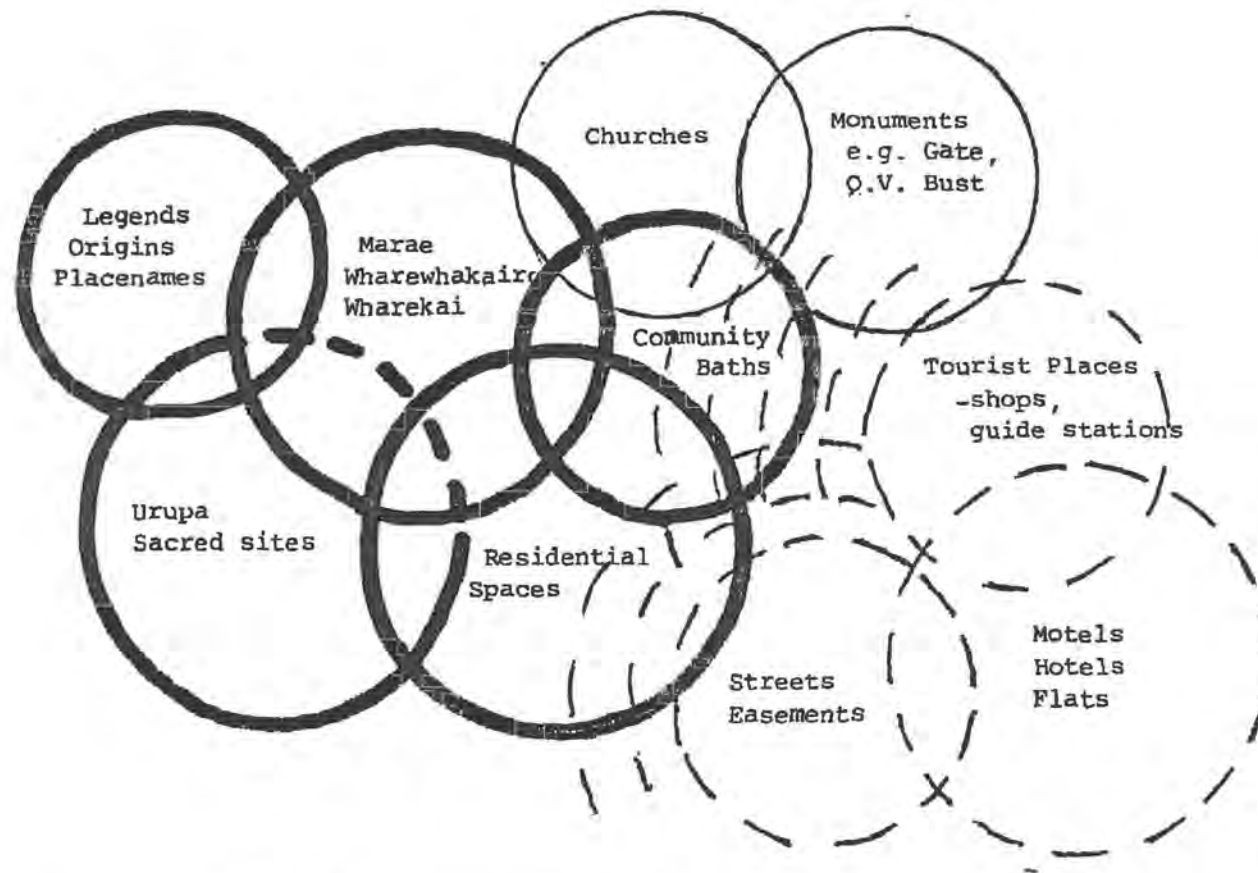 Churches
Monuments
e.g. Gate,
Q.V. Bust
Legends
Origins
Placenames
Marae
Wharewhakairo
Wharekai
Community
Baths
Tourist Places
-shops,
guide stations
Urupa
Sacred sites
Residential
Spaces
Streets
Easements
Motels
Hotels
Flats